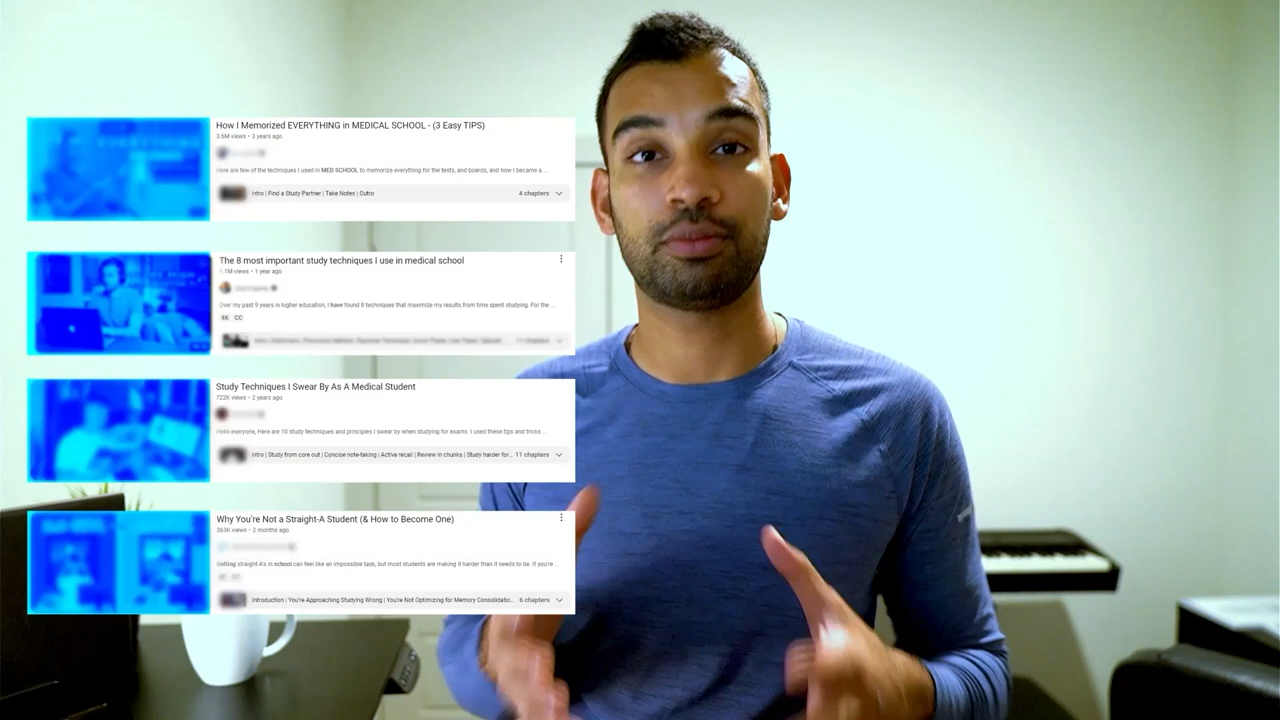 How I Memorized EVERYTHING in MEDICAL SCHOOL - (3 Easy TIPS)
3.6M views • 3 years ago
Here are few of the techniques I used in MED SCHOOL to memorize everything for the tests, and boards, and how I became a ...
Intro | Find a Study Partner | Take Notes | Outro
4 chapters
The 8 most important study techniques I use in medical school
1.1M views • 1 year ago
Over my past 9 years in higher education, I have found 8 techniques that maximize my results from time spent studying. For the ...
4K CC
Study Techniques I Swear By As A Medical Student
722K views • 2 years ago
Hello everyone, Here are 10 study techniques and principles I swear by when studying for exams. I used these tips and tricks ...
Intro | Study from core out | Concise note-taking | Active recall | Review in chunks | Study harder for... 11 chapters
Why You're Not a Straight-A Student (& How to Become One)
363K views • 2 months ago
Getting straight-A's in school can feel like an impossible task, but most students are making it harder than it needs to be. If you're ...
Introduction | You're Approaching Studying Wrong | You're Not Optimizing for Memory Consolidatio... 6 chapters